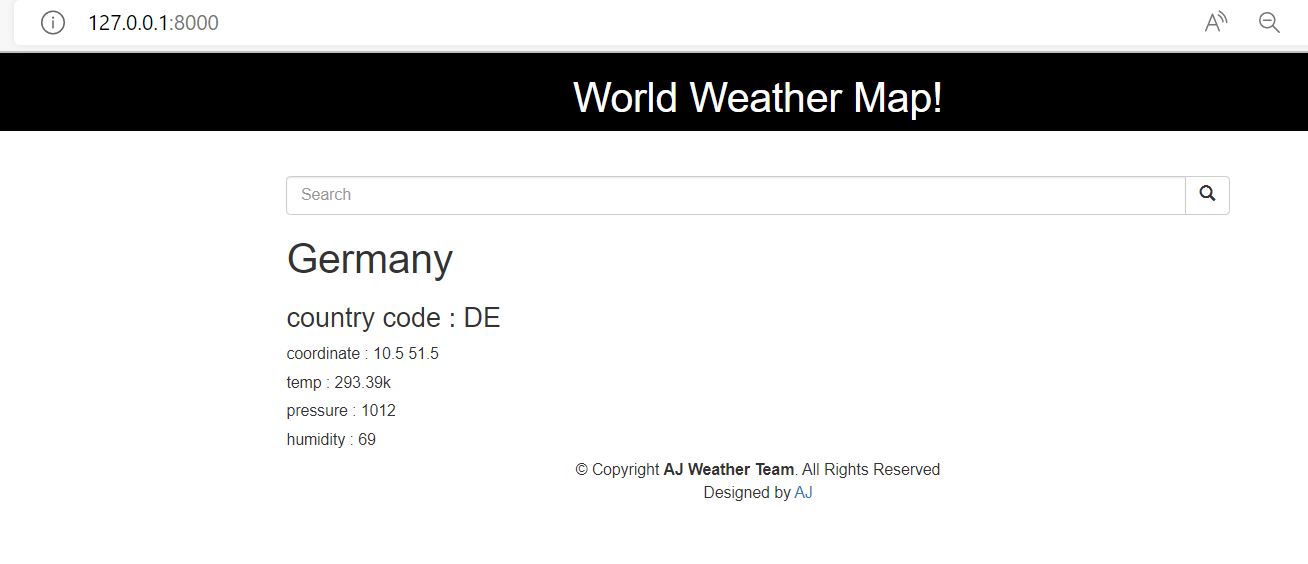 127.0.0.1:8000
World Weather Map!
Search
Germany
country code : DE
coordinate : 10.5 51.5
temp : 293.39k
pressure : 1012
humidity : 69
© Copyright AJ Weather Team. All Rights Reserved
Designed by AJ